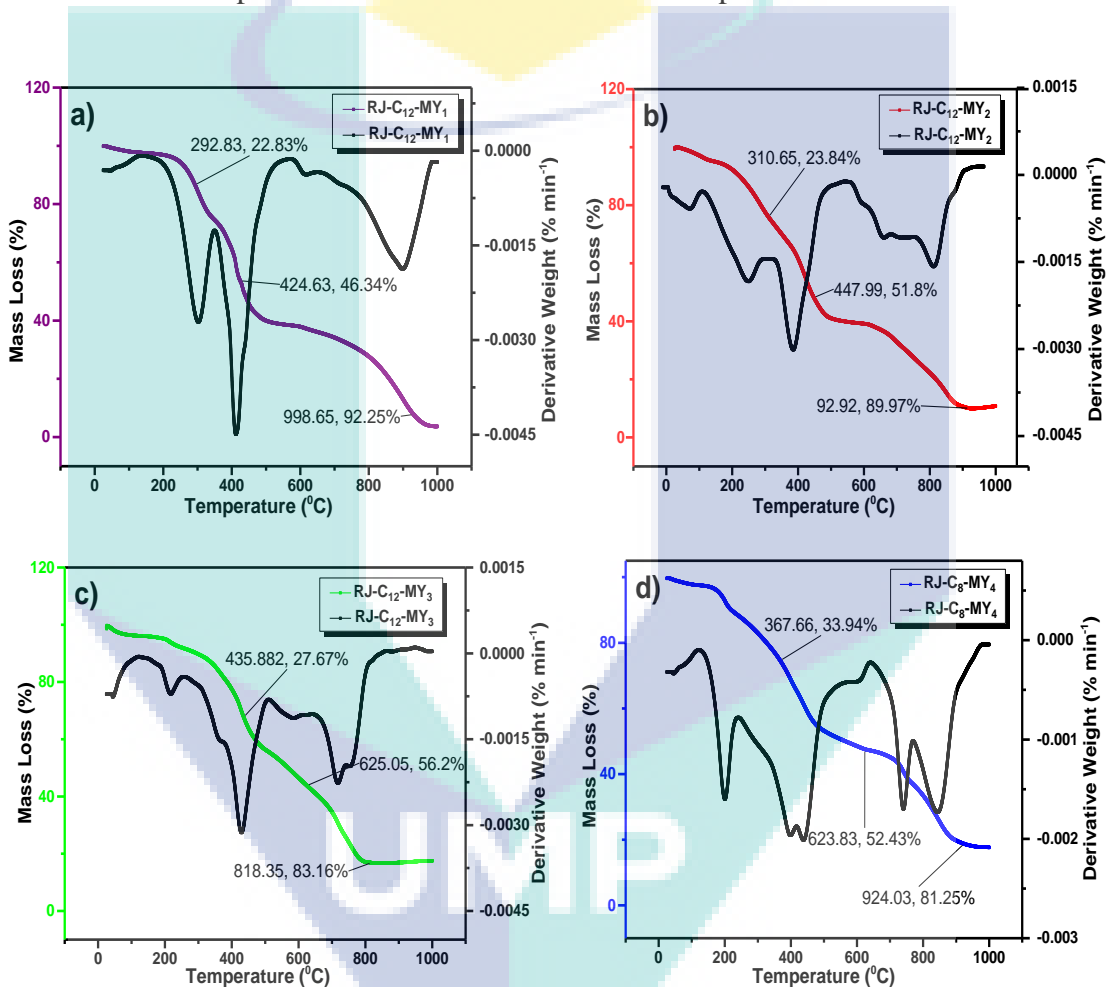 a)
RJ-C₁₂-MY₁
RJ-C₁₂-MY₁
292.83, 22.83%
424.63, 46.34%
998.65, 92.25%
120
80
40
0
Mass Loss (%)
0.0000
-0.0015
-0.0030
-0.0045
Derivative Weight (% min⁻¹)
0 200 400 600 800 1000
Temperature (⁰C)
b)
RJ-C₁₂-MY₂
RJ-C₁₂-MY₂
310.65, 23.84%
447.99, 51.8%
92.92, 89.97%
120
80
40
0
Mass Loss (%)
0.0015
0.0000
-0.0015
-0.0030
-0.0045
Derivative Weight (% min⁻¹)
0 200 400 600 800 1000
Temperature (⁰C)
c)
RJ-C₁₂-MY₃
RJ-C₁₂-MY₃
435.882, 27.67%
625.05, 56.2%
818.35, 83.16%
120
80
40
0
Mass Loss (%)
0.0015
0.0000
-0.0015
-0.0030
-0.0045
Derivative Weight (% min⁻¹)
0 200 400 600 800 1000
Temperature (⁰C)
d)
RJ-C₈-MY₄
RJ-C₈-MY₄
367.66, 33.94%
623.83, 52.43%
924.03, 81.25%
80
40
0
Mass Loss (%)
0.000
-0.001
-0.002
-0.003
Derivative Weight (% min⁻¹)
0 200 400 600 800 1000
Temperature (⁰C)
UMP